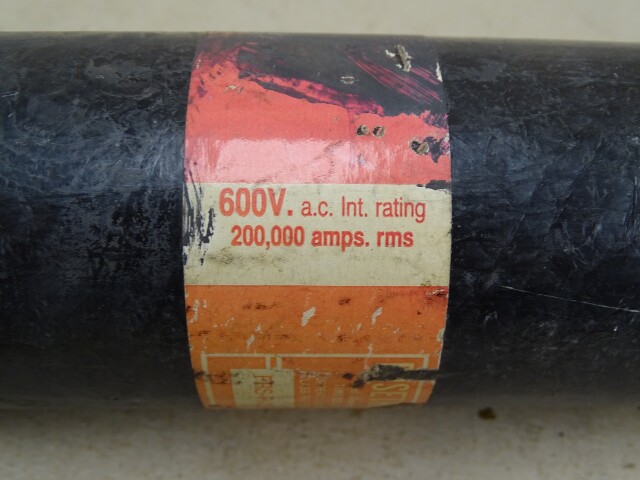 600V. a.c. Int. rating
200,000 amps. rms